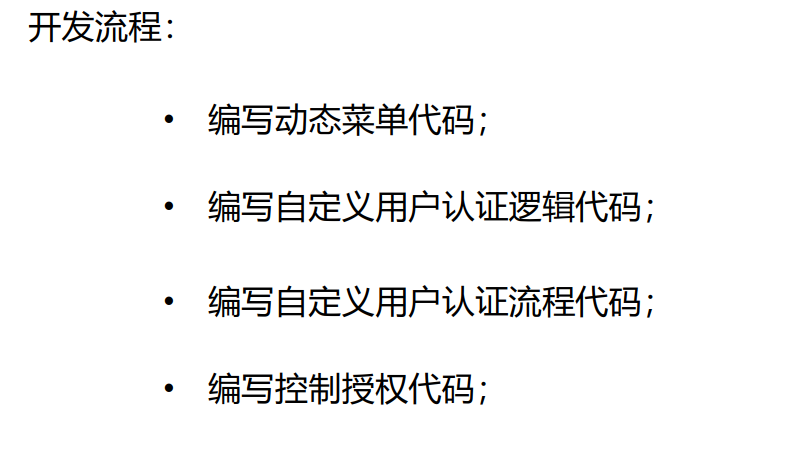 开发流程：
• 编写动态菜单代码；
• 编写自定义用户认证逻辑代码；
• 编写自定义用户认证流程代码；
• 编写控制授权代码；